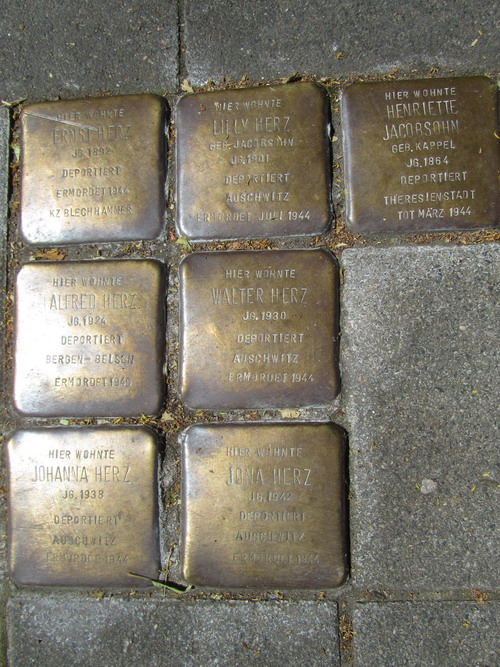 HIER WOHNTE
ERNST HERZ
JG. 1892
DEPORTIERT
ERMORDET 1944
KZ BLECHHAMMER
HIER WOHNTE
LILLY HERZ
GEB. JACOBSOHN
JG. 1901
DEPORTIERT
AUSCHWITZ
ERMORDET JULI 1944
HIER WOHNTE
HENRIETTE
JACOBSOHN
GEB. KAPPEL
JG. 1864
DEPORTIERT
THERESIENSTADT
TOT MÄRZ 1944
HIER WOHNTE
ALFRED HERZ
JG. 1924
DEPORTIERT
BERGEN-BELSEN
ERMORDET
HIER WOHNTE
WALTER HERZ
JG. 1930
DEPORTIERT
AUSCHWITZ
ERMORDET 1944
HIER WOHNTE
JOHANNA HERZ
JG. 1938
DEPORTIERT
AUSCHWITZ
ERMORDET 1944
HIER WOHNTE
JONA HERZ
JG. 1942
DEPORTIERT
AUSCHWITZ
ERMORDET 1944